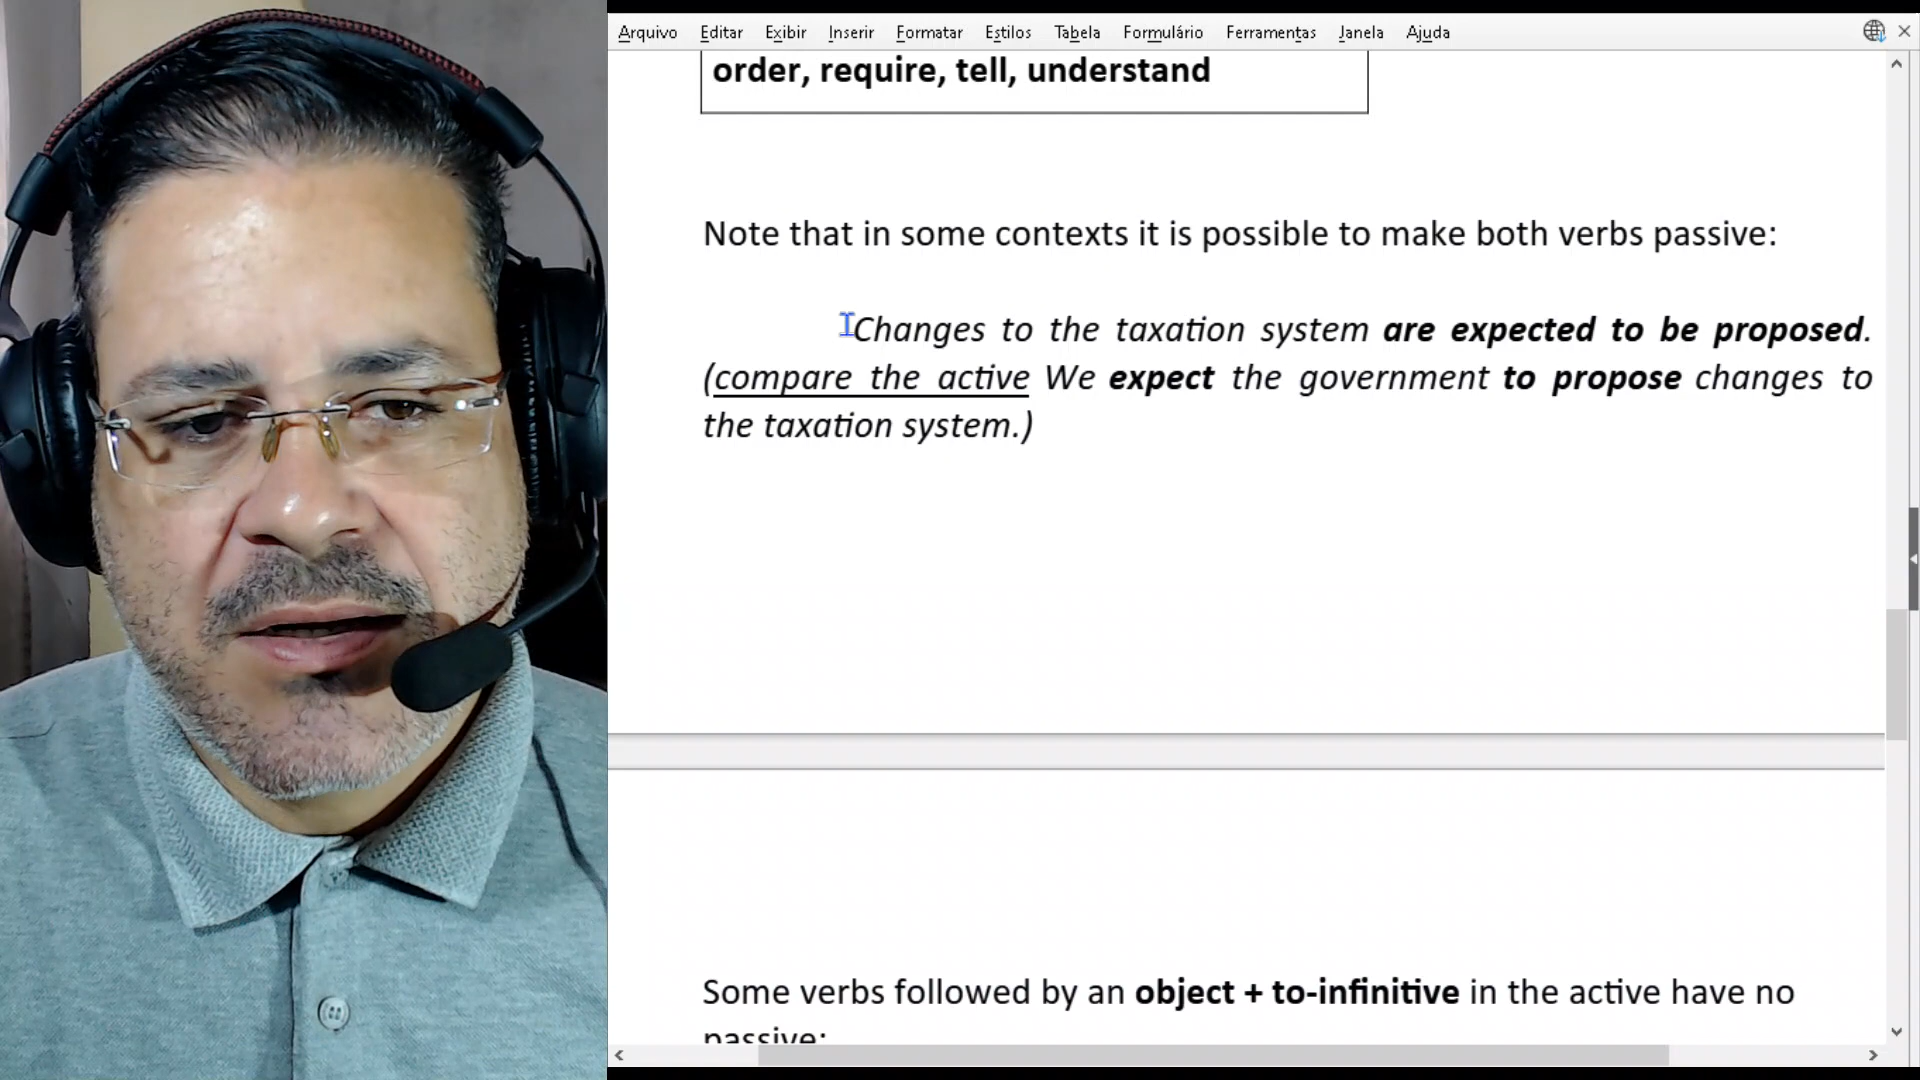 Arquivo Editar Exibir Inserir Formatar Estilos Tabela Formulário Ferramentas Janela Ajuda
order, require, tell, understand
Note that in some contexts it is possible to make both verbs passive:
Changes to the taxation system are expected to be proposed.
(compare the active We expect the government to propose changes to
the taxation system.)
Some verbs followed by an object + to-infinitive in the active have no
passive: